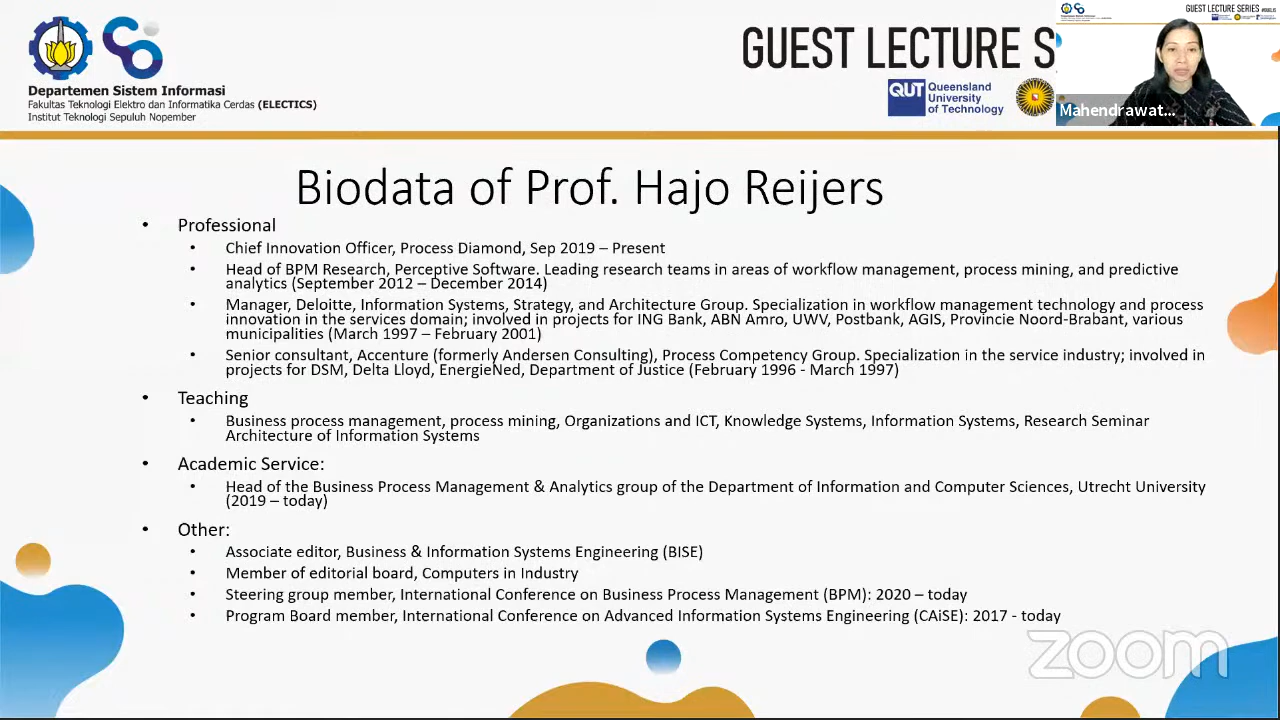 Departemen Sistem Informasi
Fakultas Teknologi Elektro dan Informatika Cerdas (ELECTICS)
Institut Teknologi Sepuluh Nopember
GUEST LECTURE S
QUT Queensland
University
of Technology
GUEST LECTURE SERIES
Mahendrawat...
Biodata of Prof. Hajo Reijers
• Professional
• Chief Innovation Officer, Process Diamond, Sep 2019 – Present
• Head of BPM Research, Perceptive Software. Leading research teams in areas of workflow management, process mining, and predictive
analytics (September 2012 – December 2014)
• Manager, Deloitte, Information Systems, Strategy, and Architecture Group. Specialization in workflow management technology and process
innovation in the services domain; involved in projects for ING Bank, ABN Amro, UWV, Postbank, AGIS, Provincie Noord-Brabant, various
municipalities (March 1997 – February 2001)
• Senior consultant, Accenture (formerly Andersen Consulting), Process Competency Group. Specialization in the service industry; involved in
projects for DSM, Delta Lloyd, EnergieNed, Department of Justice (February 1996 - March 1997)
• Teaching
• Business process management, process mining, Organizations and ICT, Knowledge Systems, Information Systems, Research Seminar
Architecture of Information Systems
• Academic Service:
• Head of the Business Process Management & Analytics group of the Department of Information and Computer Sciences, Utrecht University
(2019 – today)
• Other:
• Associate editor, Business & Information Systems Engineering (BISE)
• Member of editorial board, Computers in Industry
• Steering group member, International Conference on Business Process Management (BPM): 2020 – today
• Program Board member, International Conference on Advanced Information Systems Engineering (CAiSE): 2017 - today
zoom